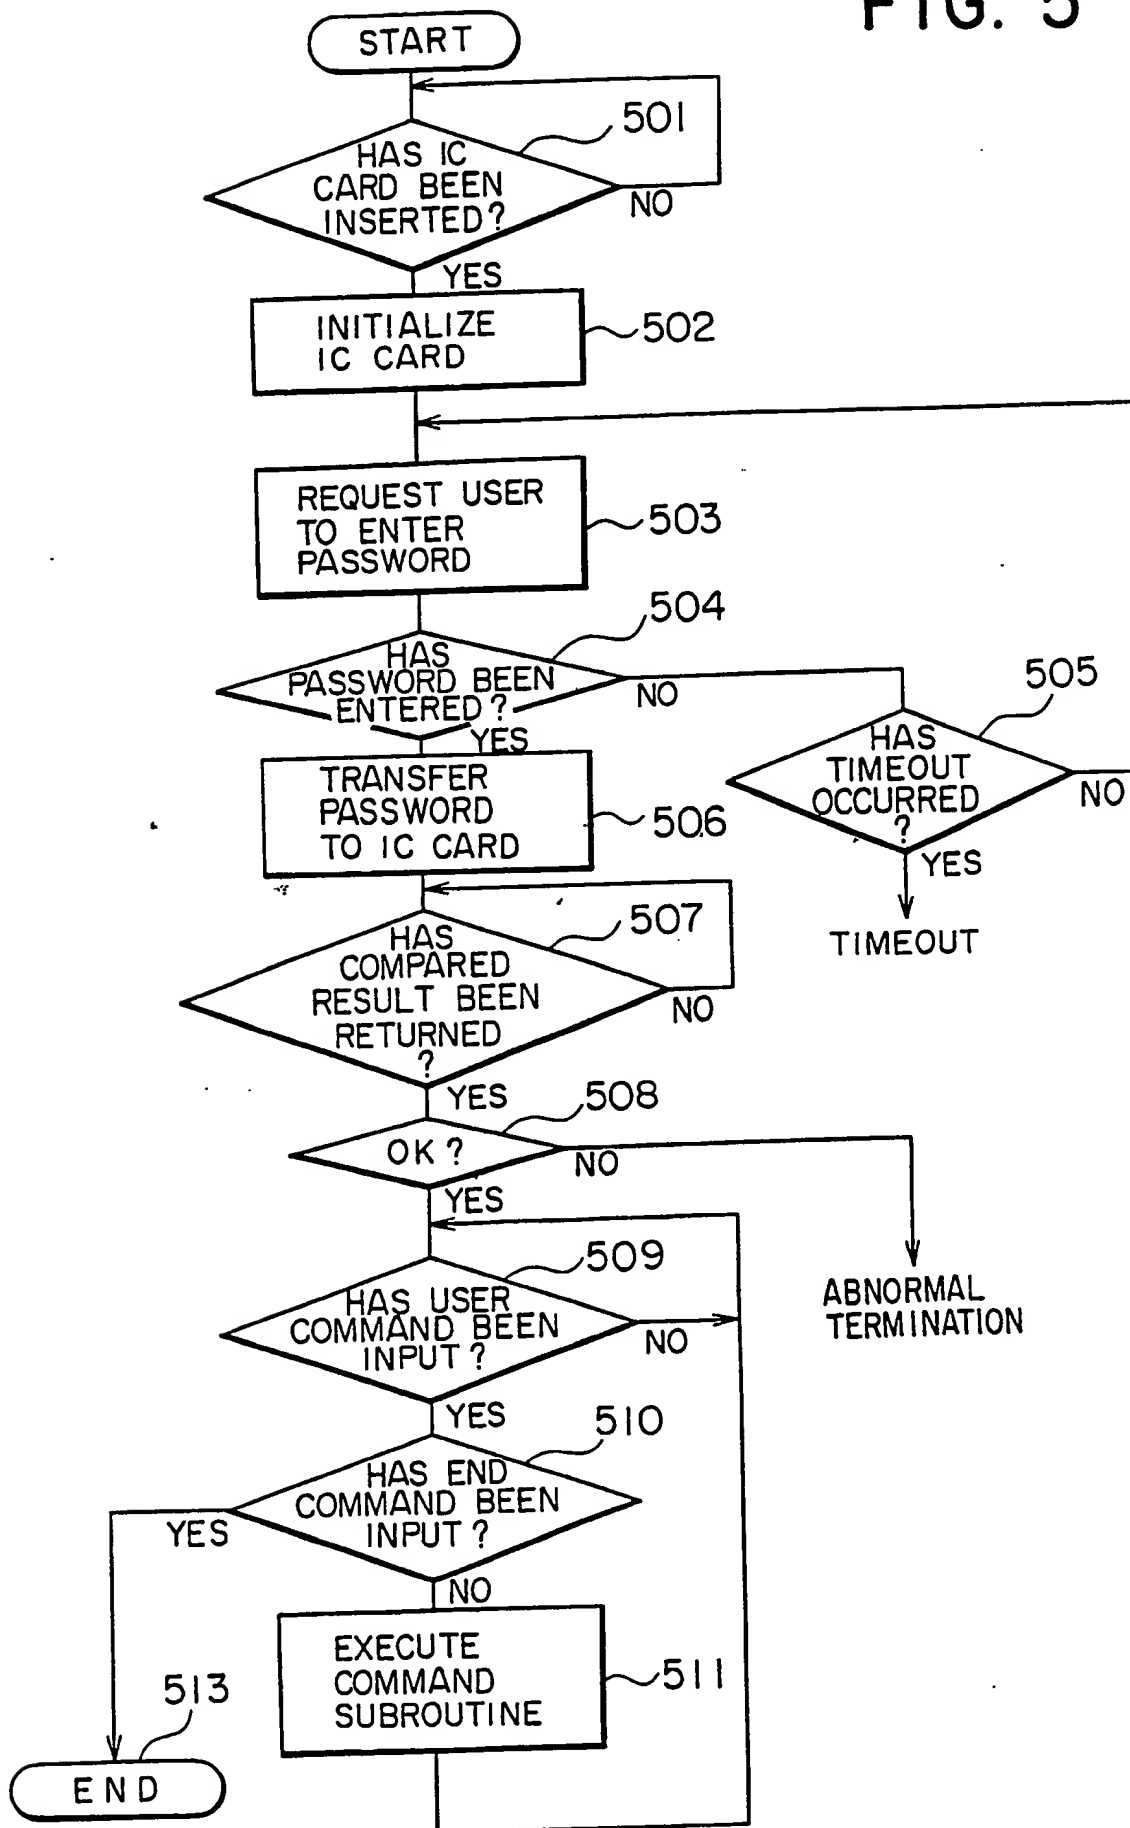 FIG. 5
START
501
HAS IC
CARD BEEN
INSERTED?
NO
YES
INITIALIZE
IC CARD
502
REQUEST USER
TO ENTER
PASSWORD
503
504
HAS
PASSWORD BEEN
ENTERED?
NO
YES
505
HAS
TIMEOUT
OCCURRED
?
NO
YES
TIMEOUT
TRANSFER
PASSWORD
TO IC CARD
506
507
HAS
COMPARED
RESULT BEEN
RETURNED
?
NO
YES
508
OK?
NO
YES
ABNORMAL
TERMINATION
509
HAS USER
COMMAND BEEN
INPUT?
NO
YES
510
HAS END
COMMAND BEEN
INPUT?
YES
NO
EXECUTE
COMMAND
SUBROUTINE
511
513
END